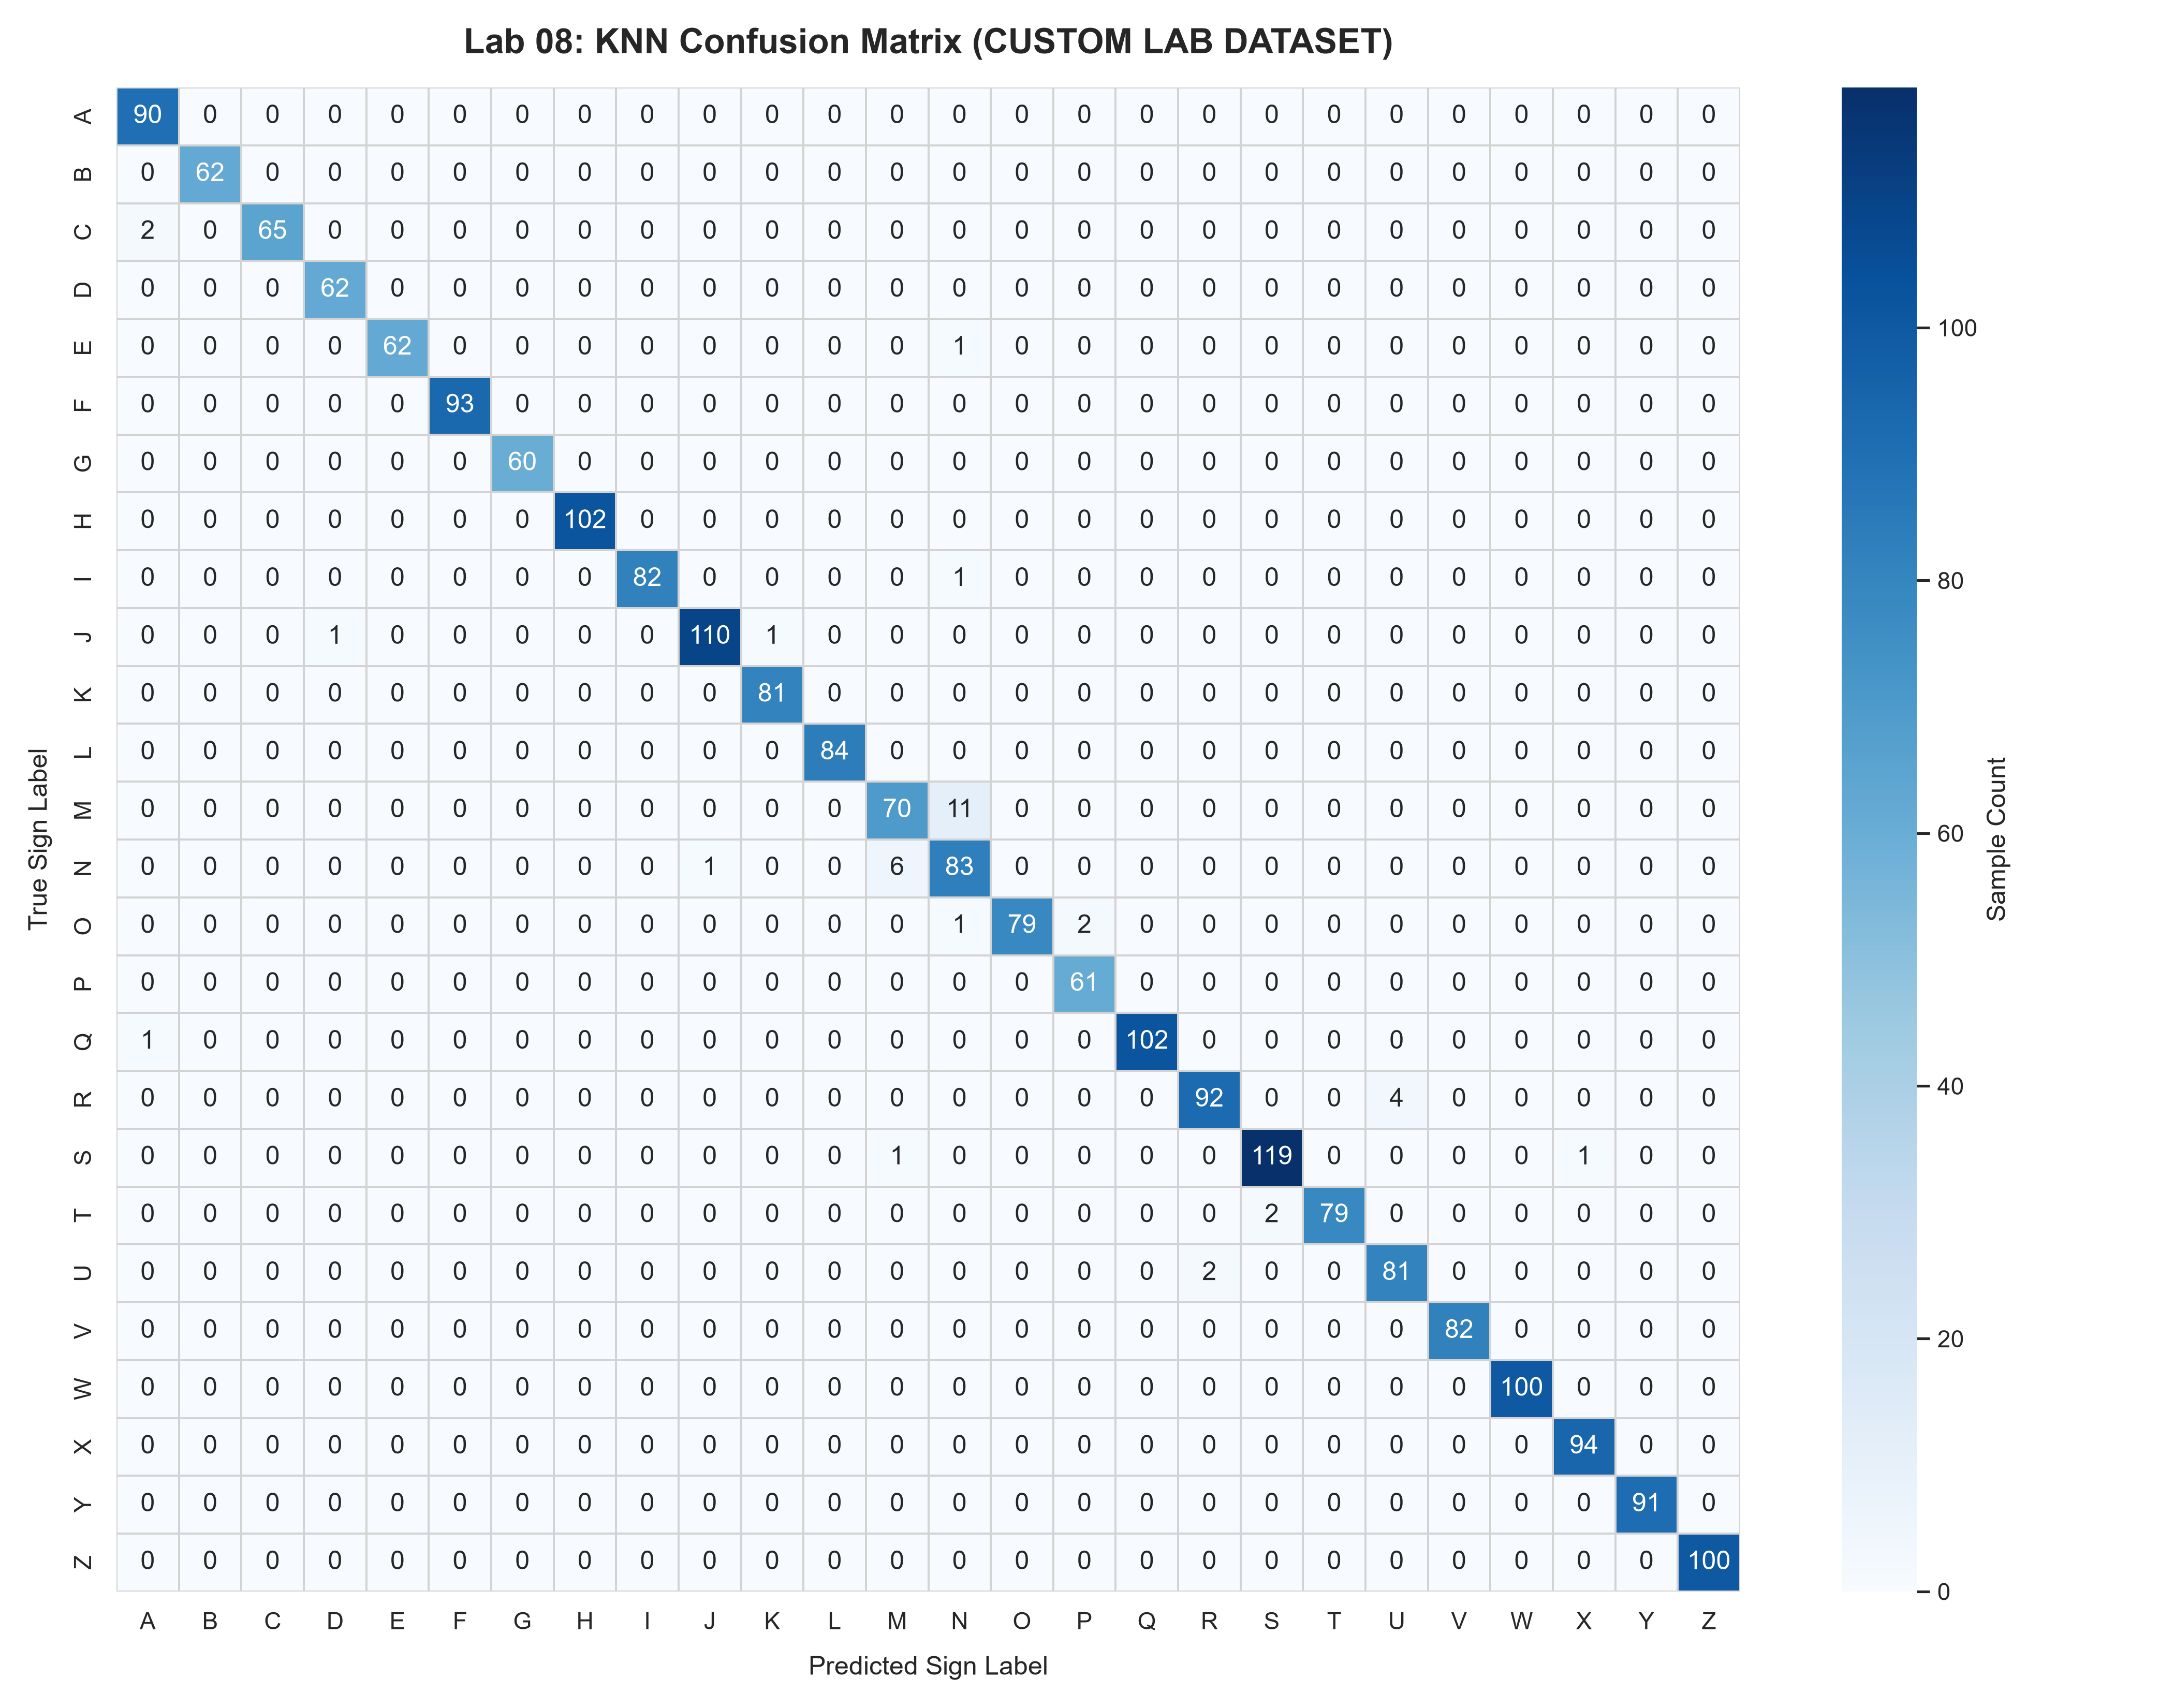 Lab 08: KNN Confusion Matrix (CUSTOM LAB DATASET)
A 90 0 0 0 0 0 0 0 0 0 0 0 0 0 0 0 0 0 0 0 0 0 0 0 0 0
B 0 62 0 0 0 0 0 0 0 0 0 0 0 0 0 0 0 0 0 0 0 0 0 0 0 0
C 2 0 65 0 0 0 0 0 0 0 0 0 0 0 0 0 0 0 0 0 0 0 0 0 0 0
D 0 0 0 62 0 0 0 0 0 0 0 0 0 0 0 0 0 0 0 0 0 0 0 0 0 0
E 0 0 0 0 62 0 0 0 0 0 0 0 0 1 0 0 0 0 0 0 0 0 0 0 0 0
F 0 0 0 0 0 93 0 0 0 0 0 0 0 0 0 0 0 0 0 0 0 0 0 0 0 0
G 0 0 0 0 0 0 60 0 0 0 0 0 0 0 0 0 0 0 0 0 0 0 0 0 0 0
H 0 0 0 0 0 0 0 102 0 0 0 0 0 0 0 0 0 0 0 0 0 0 0 0 0 0
I 0 0 0 0 0 0 0 0 82 0 0 0 0 1 0 0 0 0 0 0 0 0 0 0 0 0
J 0 0 0 1 0 0 0 0 0 110 1 0 0 0 0 0 0 0 0 0 0 0 0 0 0 0
K 0 0 0 0 0 0 0 0 0 0 81 0 0 0 0 0 0 0 0 0 0 0 0 0 0 0
L 0 0 0 0 0 0 0 0 0 0 0 84 0 0 0 0 0 0 0 0 0 0 0 0 0 0
M 0 0 0 0 0 0 0 0 0 0 0 0 70 11 0 0 0 0 0 0 0 0 0 0 0 0
N 0 0 0 0 0 0 0 0 0 1 0 0 6 83 0 0 0 0 0 0 0 0 0 0 0 0
O 0 0 0 0 0 0 0 0 0 0 0 0 0 1 79 2 0 0 0 0 0 0 0 0 0 0
P 0 0 0 0 0 0 0 0 0 0 0 0 0 0 0 61 0 0 0 0 0 0 0 0 0 0
Q 1 0 0 0 0 0 0 0 0 0 0 0 0 0 0 0 102 0 0 0 0 0 0 0 0 0
R 0 0 0 0 0 0 0 0 0 0 0 0 0 0 0 0 0 92 0 0 4 0 0 0 0 0
S 0 0 0 0 0 0 0 0 0 0 0 0 1 0 0 0 0 0 119 0 0 0 0 1 0 0
T 0 0 0 0 0 0 0 0 0 0 0 0 0 0 0 0 0 0 2 79 0 0 0 0 0 0
U 0 0 0 0 0 0 0 0 0 0 0 0 0 0 0 0 0 2 0 0 81 0 0 0 0 0
V 0 0 0 0 0 0 0 0 0 0 0 0 0 0 0 0 0 0 0 0 0 82 0 0 0 0
W 0 0 0 0 0 0 0 0 0 0 0 0 0 0 0 0 0 0 0 0 0 0 100 0 0 0
X 0 0 0 0 0 0 0 0 0 0 0 0 0 0 0 0 0 0 0 0 0 0 0 94 0 0
Y 0 0 0 0 0 0 0 0 0 0 0 0 0 0 0 0 0 0 0 0 0 0 0 0 91 0
Z 0 0 0 0 0 0 0 0 0 0 0 0 0 0 0 0 0 0 0 0 0 0 0 0 0 100
A B C D E F G H I J K L M N O P Q R S T U V W X Y Z
Predicted Sign Label
True Sign Label
100
80
60
40
20
0
Sample Count